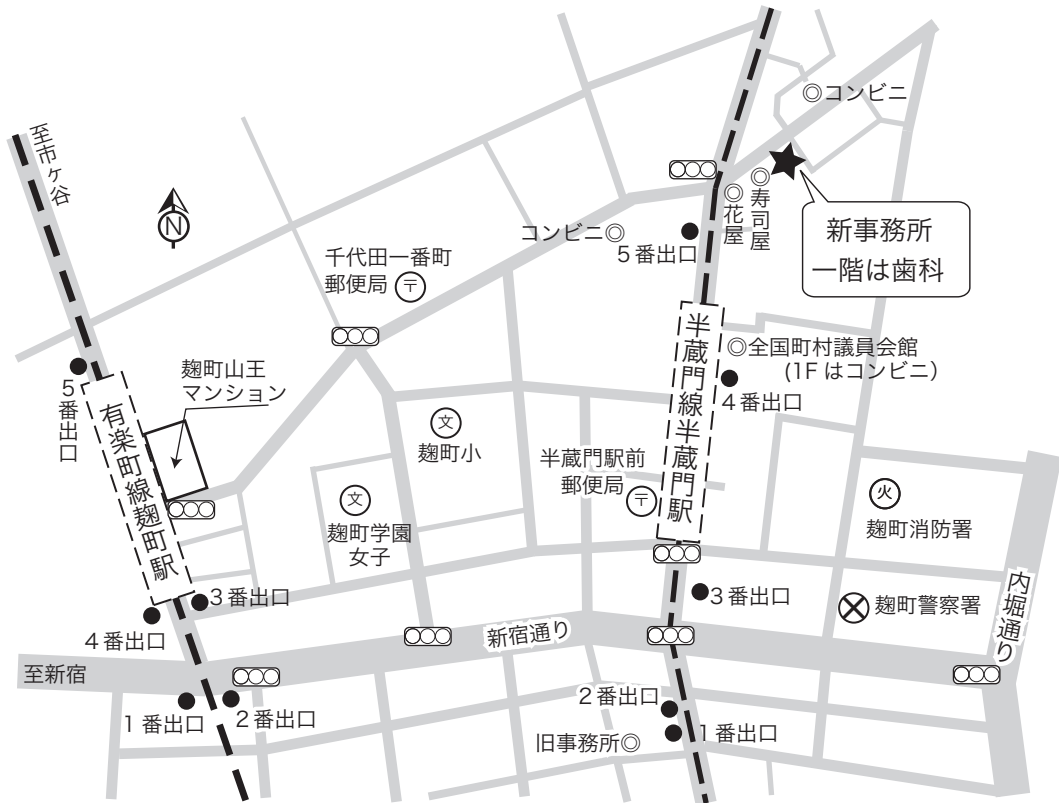 至市ヶ谷
N
◎コンビニ
◎寿司屋
◎花屋
コンビニ◎
5番出口
新事務所
一階は歯科
千代田一番町
郵便局 〒
半蔵門線半蔵門駅
◎全国町村議員会館
(1Fはコンビニ)
4番出口
5番出口
麹町山王
マンション
有楽町線麹町駅
文
麹町小
半蔵門駅前
郵便局 〒
文
麹町学園
女子
火
麹町消防署
3番出口
4番出口
3番出口
麹町警察署
内堀通り
新宿通り
至新宿
1番出口
2番出口
2番出口
1番出口
旧事務所◎